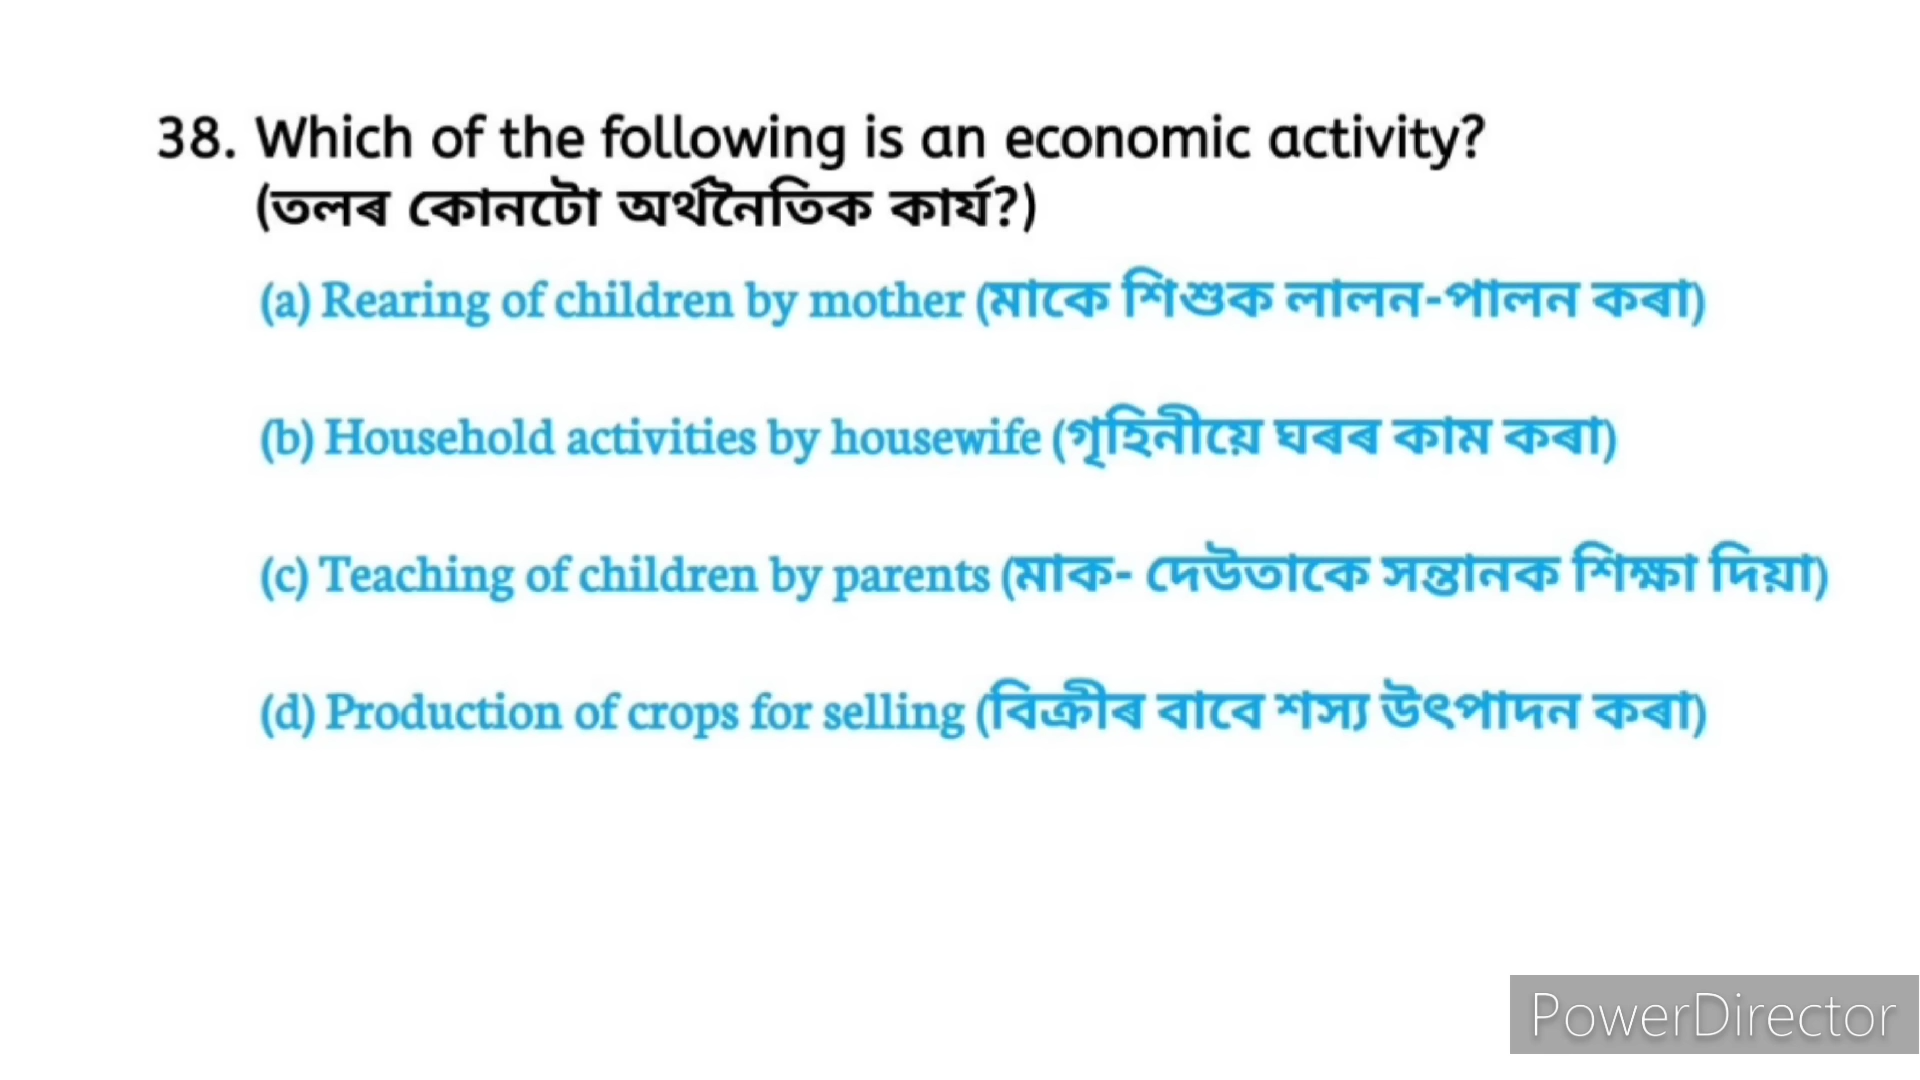 38. Which of the following is an economic activity?
(তলৰ কোনটো অৰ্থনৈতিক কাৰ্য?)
(a) Rearing of children by mother (মাকে শিশুক লালন-পালন কৰা)
(b) Household activities by housewife (গৃহিনীয়ে ঘৰৰ কাম কৰা)
(c) Teaching of children by parents (মাক- দেউতাকে সন্তানক শিক্ষা দিয়া)
(d) Production of crops for selling (বিক্ৰীৰ বাবে শস্য উৎপাদন কৰা)
PowerDirector